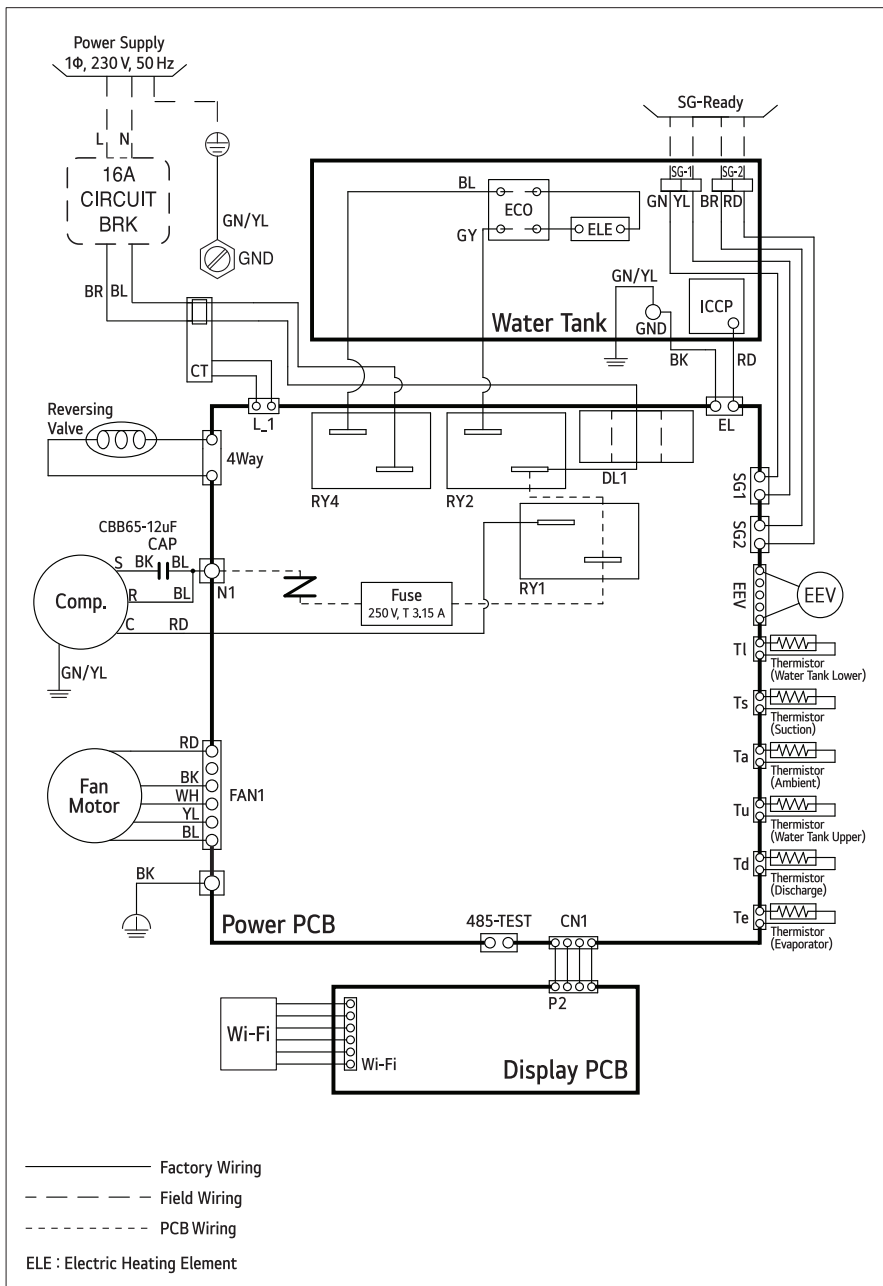 Power Supply
1Φ, 230 V, 50 Hz
SG-Ready
L N
16A
CIRCUIT
BRK
GN/YL
GND
BR BL
CT
L_1
BL
ECO
GY
ELE
SG-1 SG-2
GN YL BR RD
GN/YL
GND
ICCP
Water Tank
BK
RD
EL
Reversing
Valve
4Way
RY4
RY2
DL1
RY1
SG1
SG2
CBB65-12uF
CAP
S BK BL
R BL
C RD
Comp.
N1
Fuse
250 V, T 3.15 A
GN/YL
EEV
EEV
Tl
Thermistor
(Water Tank Lower)
Ts
Thermistor
(Suction)
Ta
Thermistor
(Ambient)
Tu
Thermistor
(Water Tank Upper)
Td
Thermistor
(Discharge)
Te
Thermistor
(Evaporator)
Fan
Motor
RD
BK
WH
YL
BL
FAN1
BK
Power PCB
485-TEST
CN1
P2
Wi-Fi
Wi-Fi
Display PCB
Factory Wiring
Field Wiring
PCB Wiring
ELE : Electric Heating Element